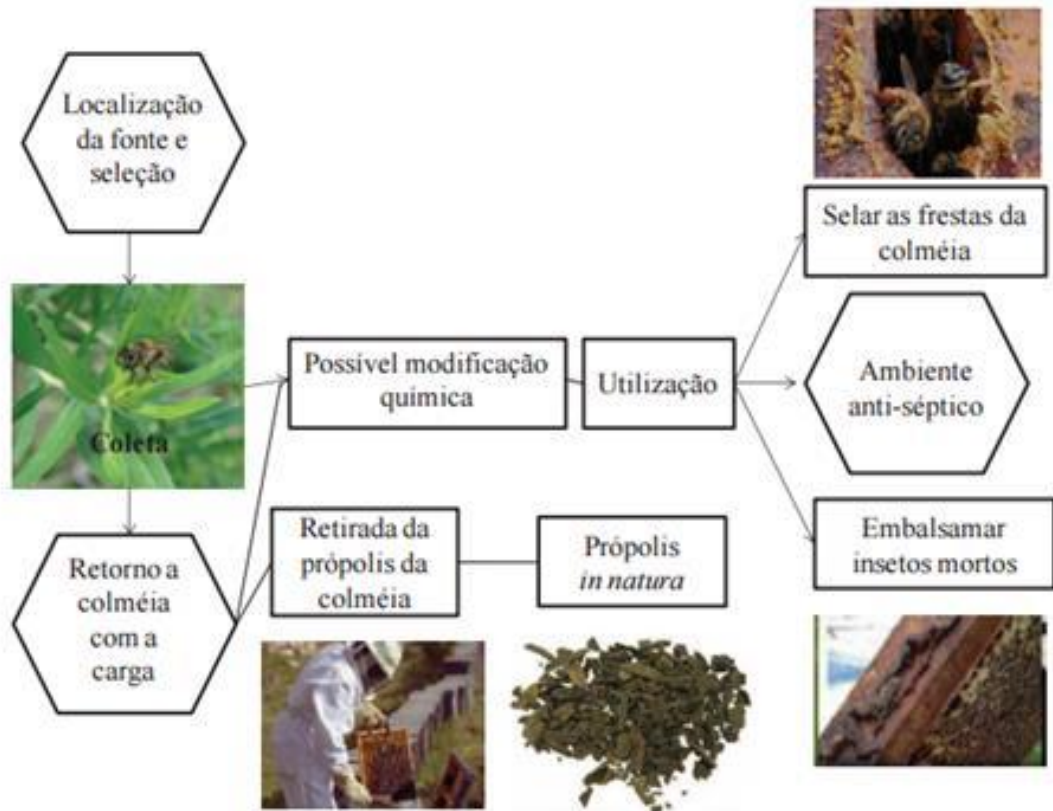 Localização
da fonte e
seleção
Coleta
Retorno a
colméia
com a
carga
Possível modificação
química
Utilização
Retirada da
própolis da
colméia
Própolis
in natura
Selar as frestas da
colméia
Ambiente
anti-séptico
Embalsamar
insetos mortos